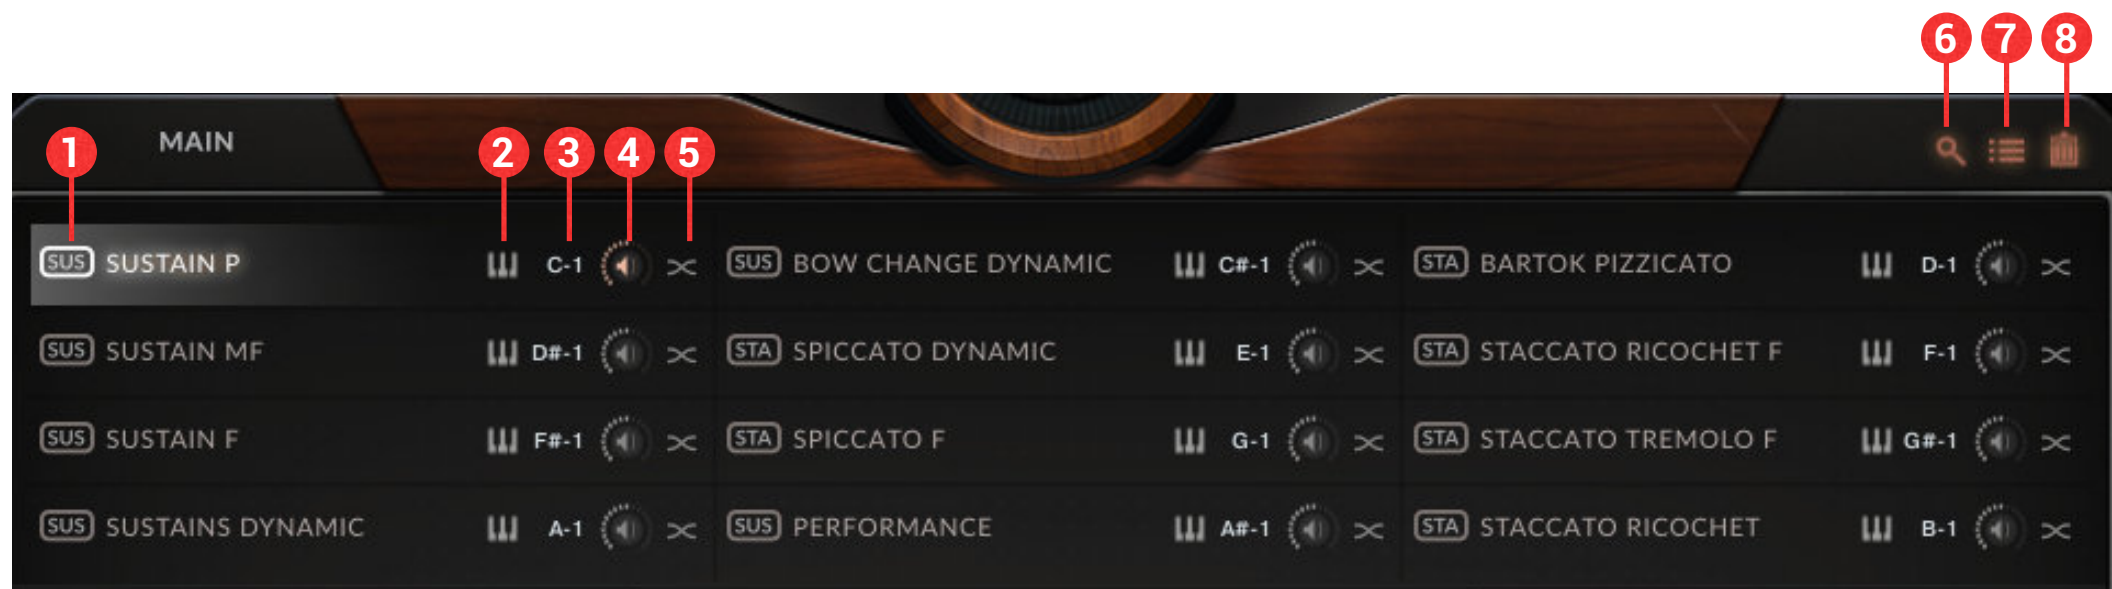 6 7 8
MAIN
1 2 3 4 5
SUS SUSTAIN P C-1 SUS BOW CHANGE DYNAMIC C#-1 STA BARTOK PIZZICATO D-1
SUS SUSTAIN MF D#-1 STA SPICCATO DYNAMIC E-1 STA STACCATO RICOCHET F F-1
SUS SUSTAIN F F#-1 STA SPICCATO F G-1 STA STACCATO TREMOLO F G#-1
SUS SUSTAINS DYNAMIC A-1 SUS PERFORMANCE A#-1 STA STACCATO RICOCHET B-1